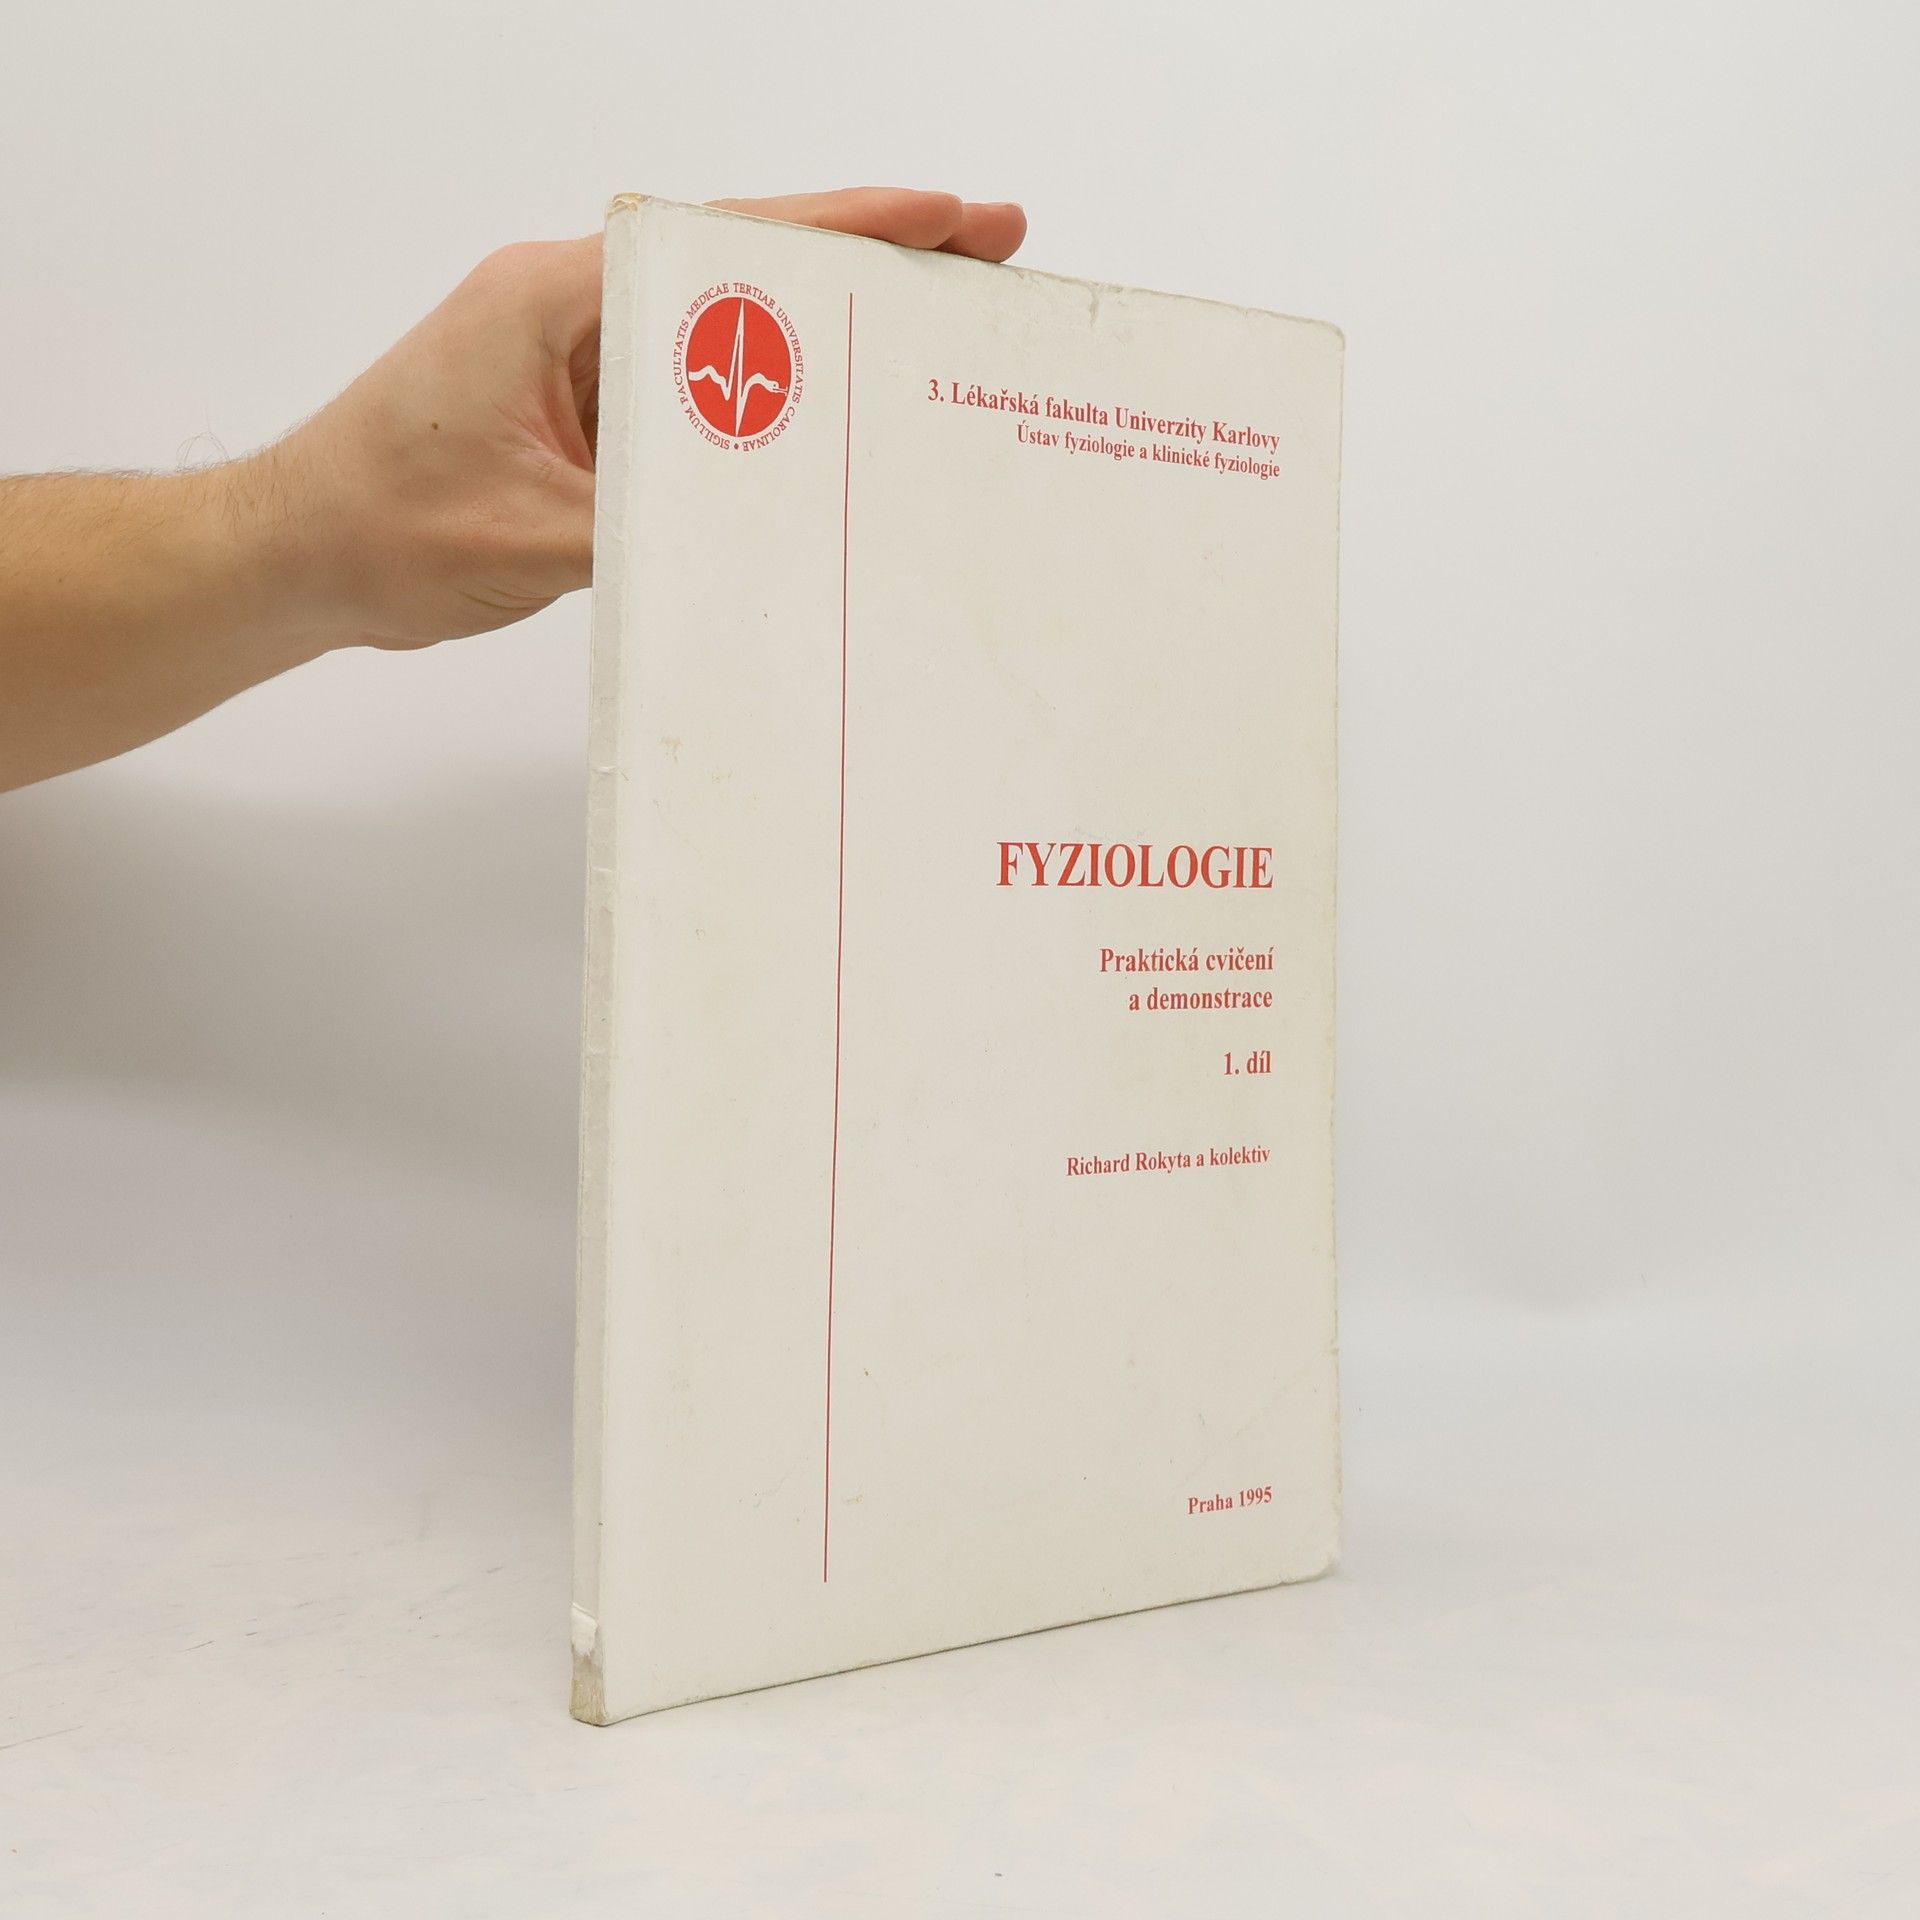 SIGILLUM FACULTATIS MEDICAE TERTIAE UNIVERSITATIS CAROLINAE •
3. Lékařská fakulta Univerzity Karlovy
Ústav fyziologie a klinické fyziologie
FYZIOLOGIE
Praktická cvičení
a demonstrace
1. díl
Richard Rokyta a kolektiv
Praha 1995